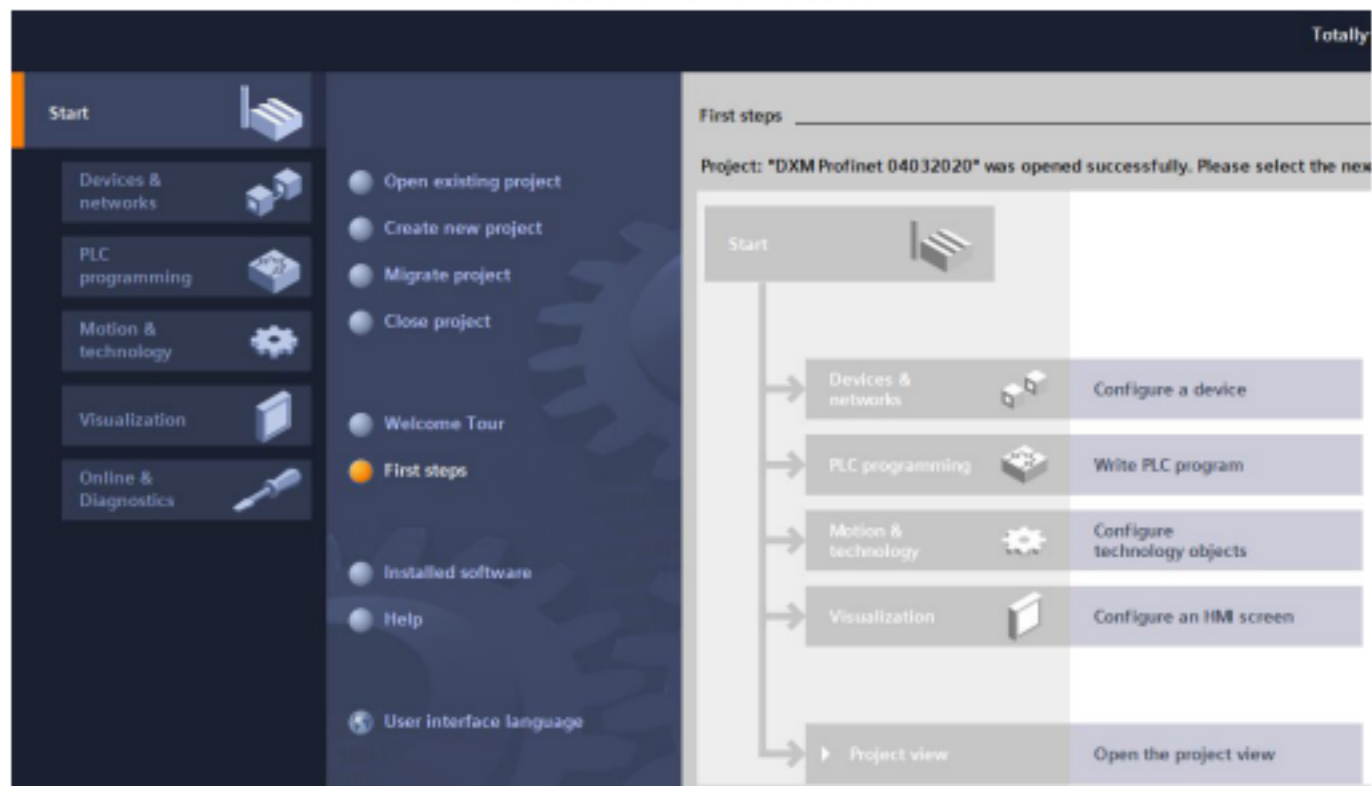 Totally
Start
Devices &
networks
PLC
programming
Motion &
technology
Visualization
Online &
Diagnostics
Open existing project
Create new project
Migrate project
Close project
Welcome Tour
First steps
Installed software
Help
User interface language
First steps
Project: "DXM Profinet 04032020" was opened successfully. Please select the nex
Start
Devices &
networks
Configure a device
PLC programming
Write PLC program
Motion &
technology
Configure
technology objects
Visualization
Configure an HMI screen
Project view
Open the project view